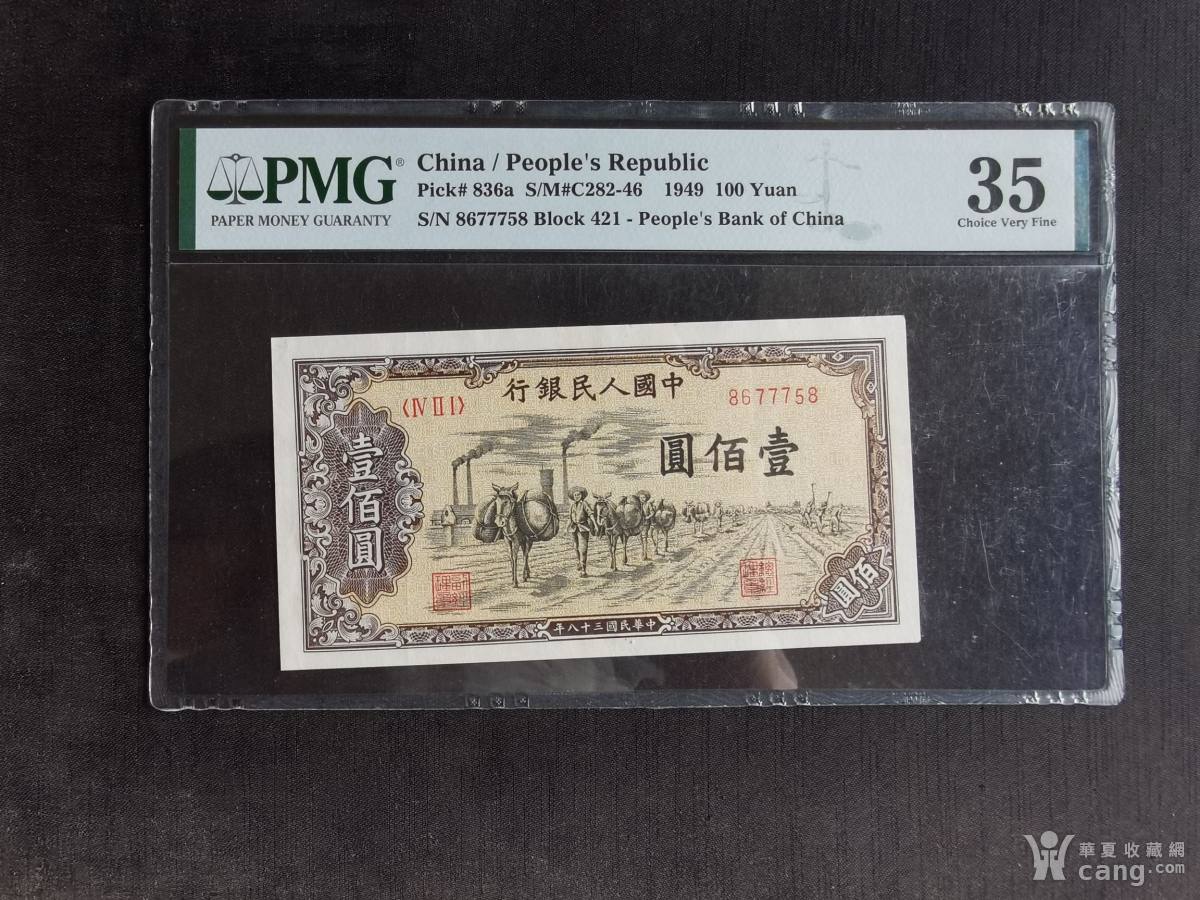 PMG®
PAPER MONEY GUARANTY
China / People's Republic
Pick# 836a S/M#C282-46 1949 100 Yuan
S/N 8677758 Block 421 - People's Bank of China
35
Choice Very Fine
行銀民人國中
〈IV II I〉
8677758
圓佰壹
壹佰圓
佰圓
年八十三國民華中
華夏收藏網
cang.com